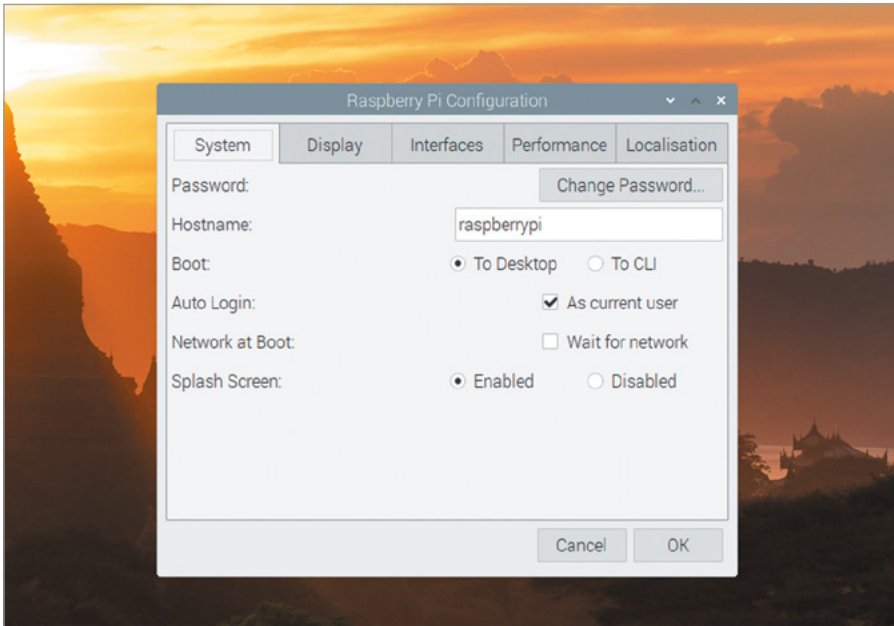 Raspberry Pi Configuration
System Display Interfaces Performance Localisation
Password: Change Password...
Hostname: raspberrypi
Boot: To Desktop To CLI
Auto Login: As current user
Network at Boot: Wait for network
Splash Screen: Enabled Disabled
Cancel OK